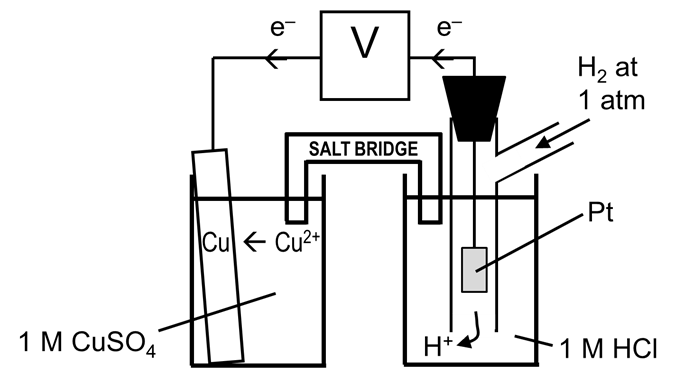 e⁻
V
e⁻
H₂ at
1 atm
SALT BRIDGE
Cu ← Cu²⁺
Pt
1 M CuSO₄
H⁺
1 M HCl